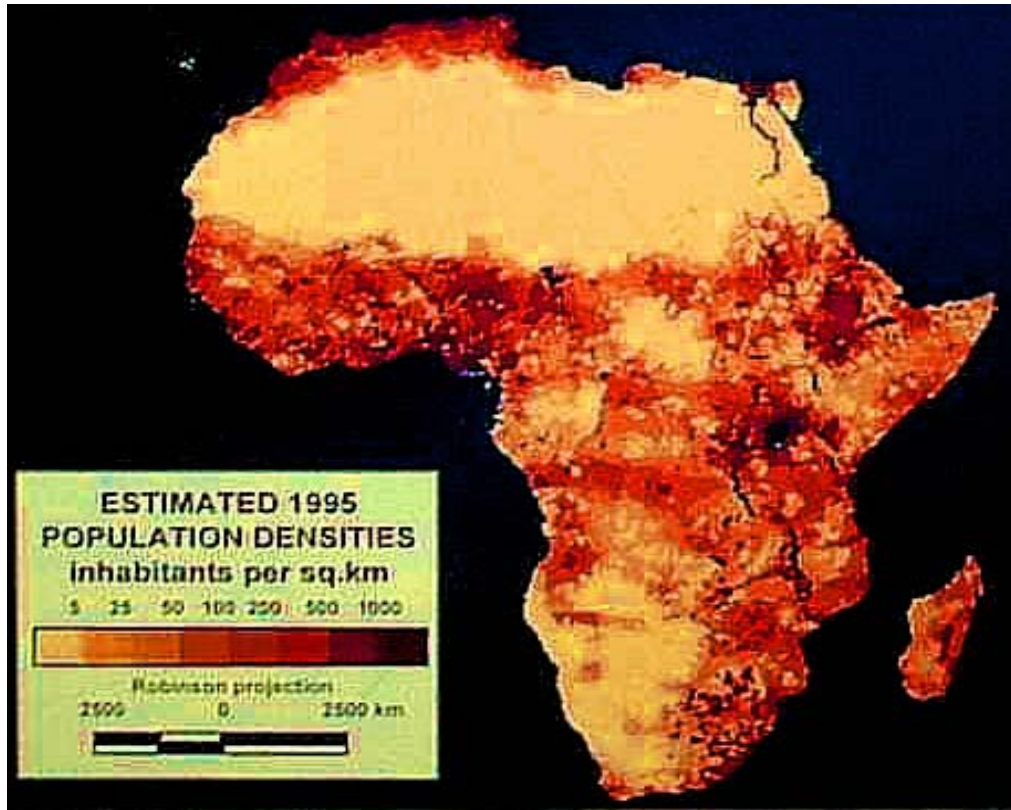 ESTIMATED 1995
POPULATION DENSITIES
inhabitants per sq.km
5 25 50 100 250 500 1000
Robinson projection
2500 0 2500 km